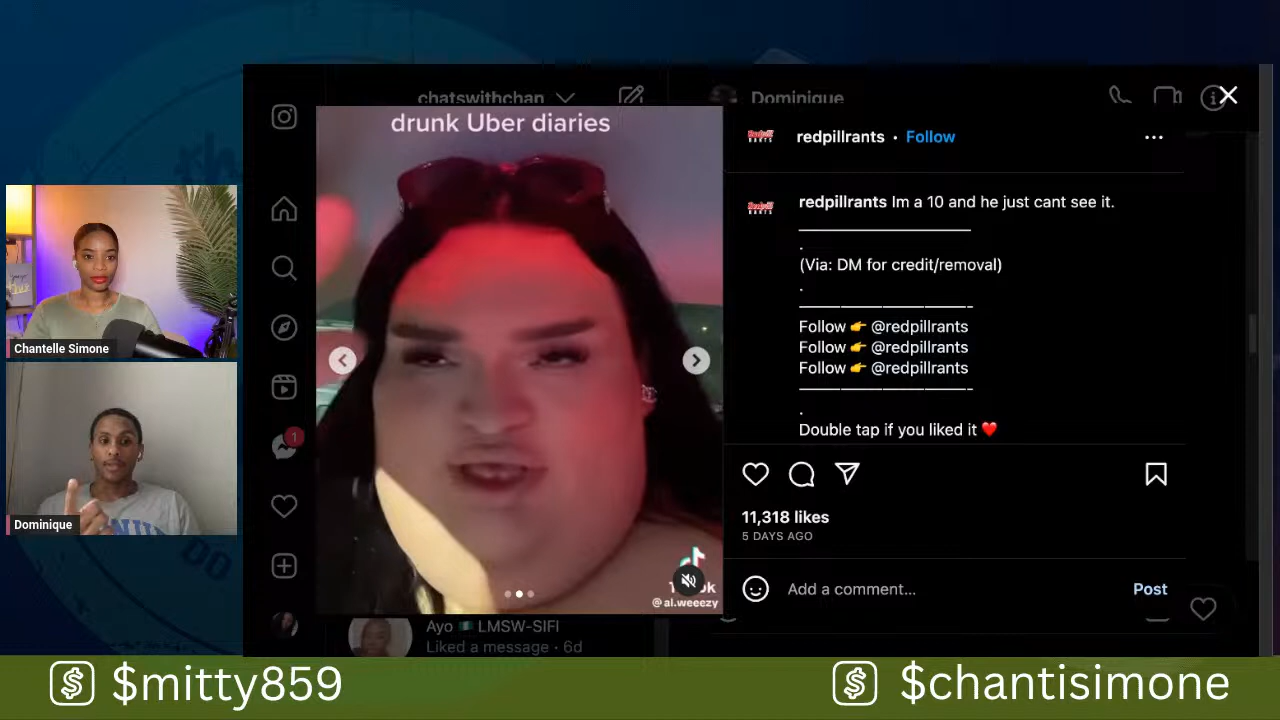 chatswithchan
Dominique
drunk Uber diaries
redpillrants • Follow
redpillrants Im a 10 and he just cant see it.
.
(Via: DM for credit/removal)
.
Follow 👉 @redpillrants
Follow 👉 @redpillrants
Follow 👉 @redpillrants
.
Double tap if you liked it ❤️
11,318 likes
5 DAYS AGO
Add a comment...
Post
1
@al.weeezy
Ayo 🇳🇬 LMSW-SIFI
Liked a message · 6d
Chantelle Simone
Dominique
$mitty859
$chantisimone